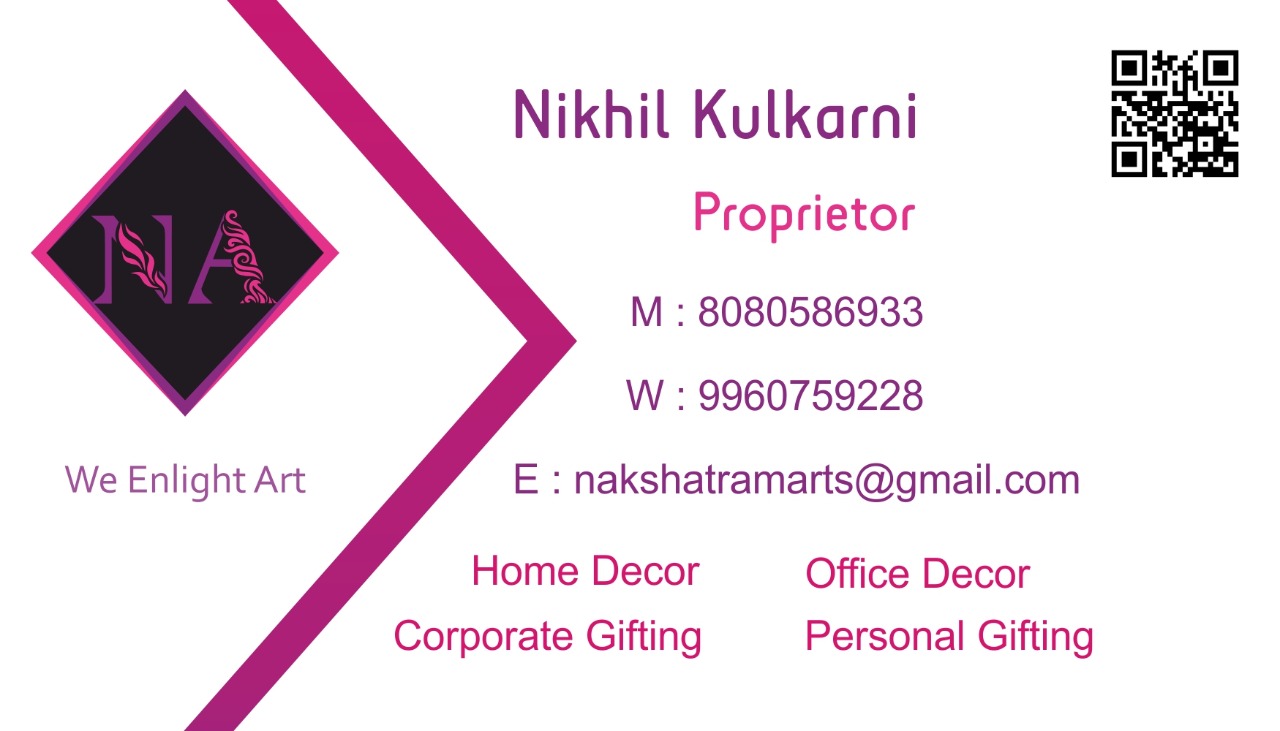 NA
We Enlight Art
Nikhil Kulkarni
Proprietor
M : 8080586933
W : 9960759228
E : nakshatramarts@gmail.com
Home Decor Office Decor
Corporate Gifting Personal Gifting